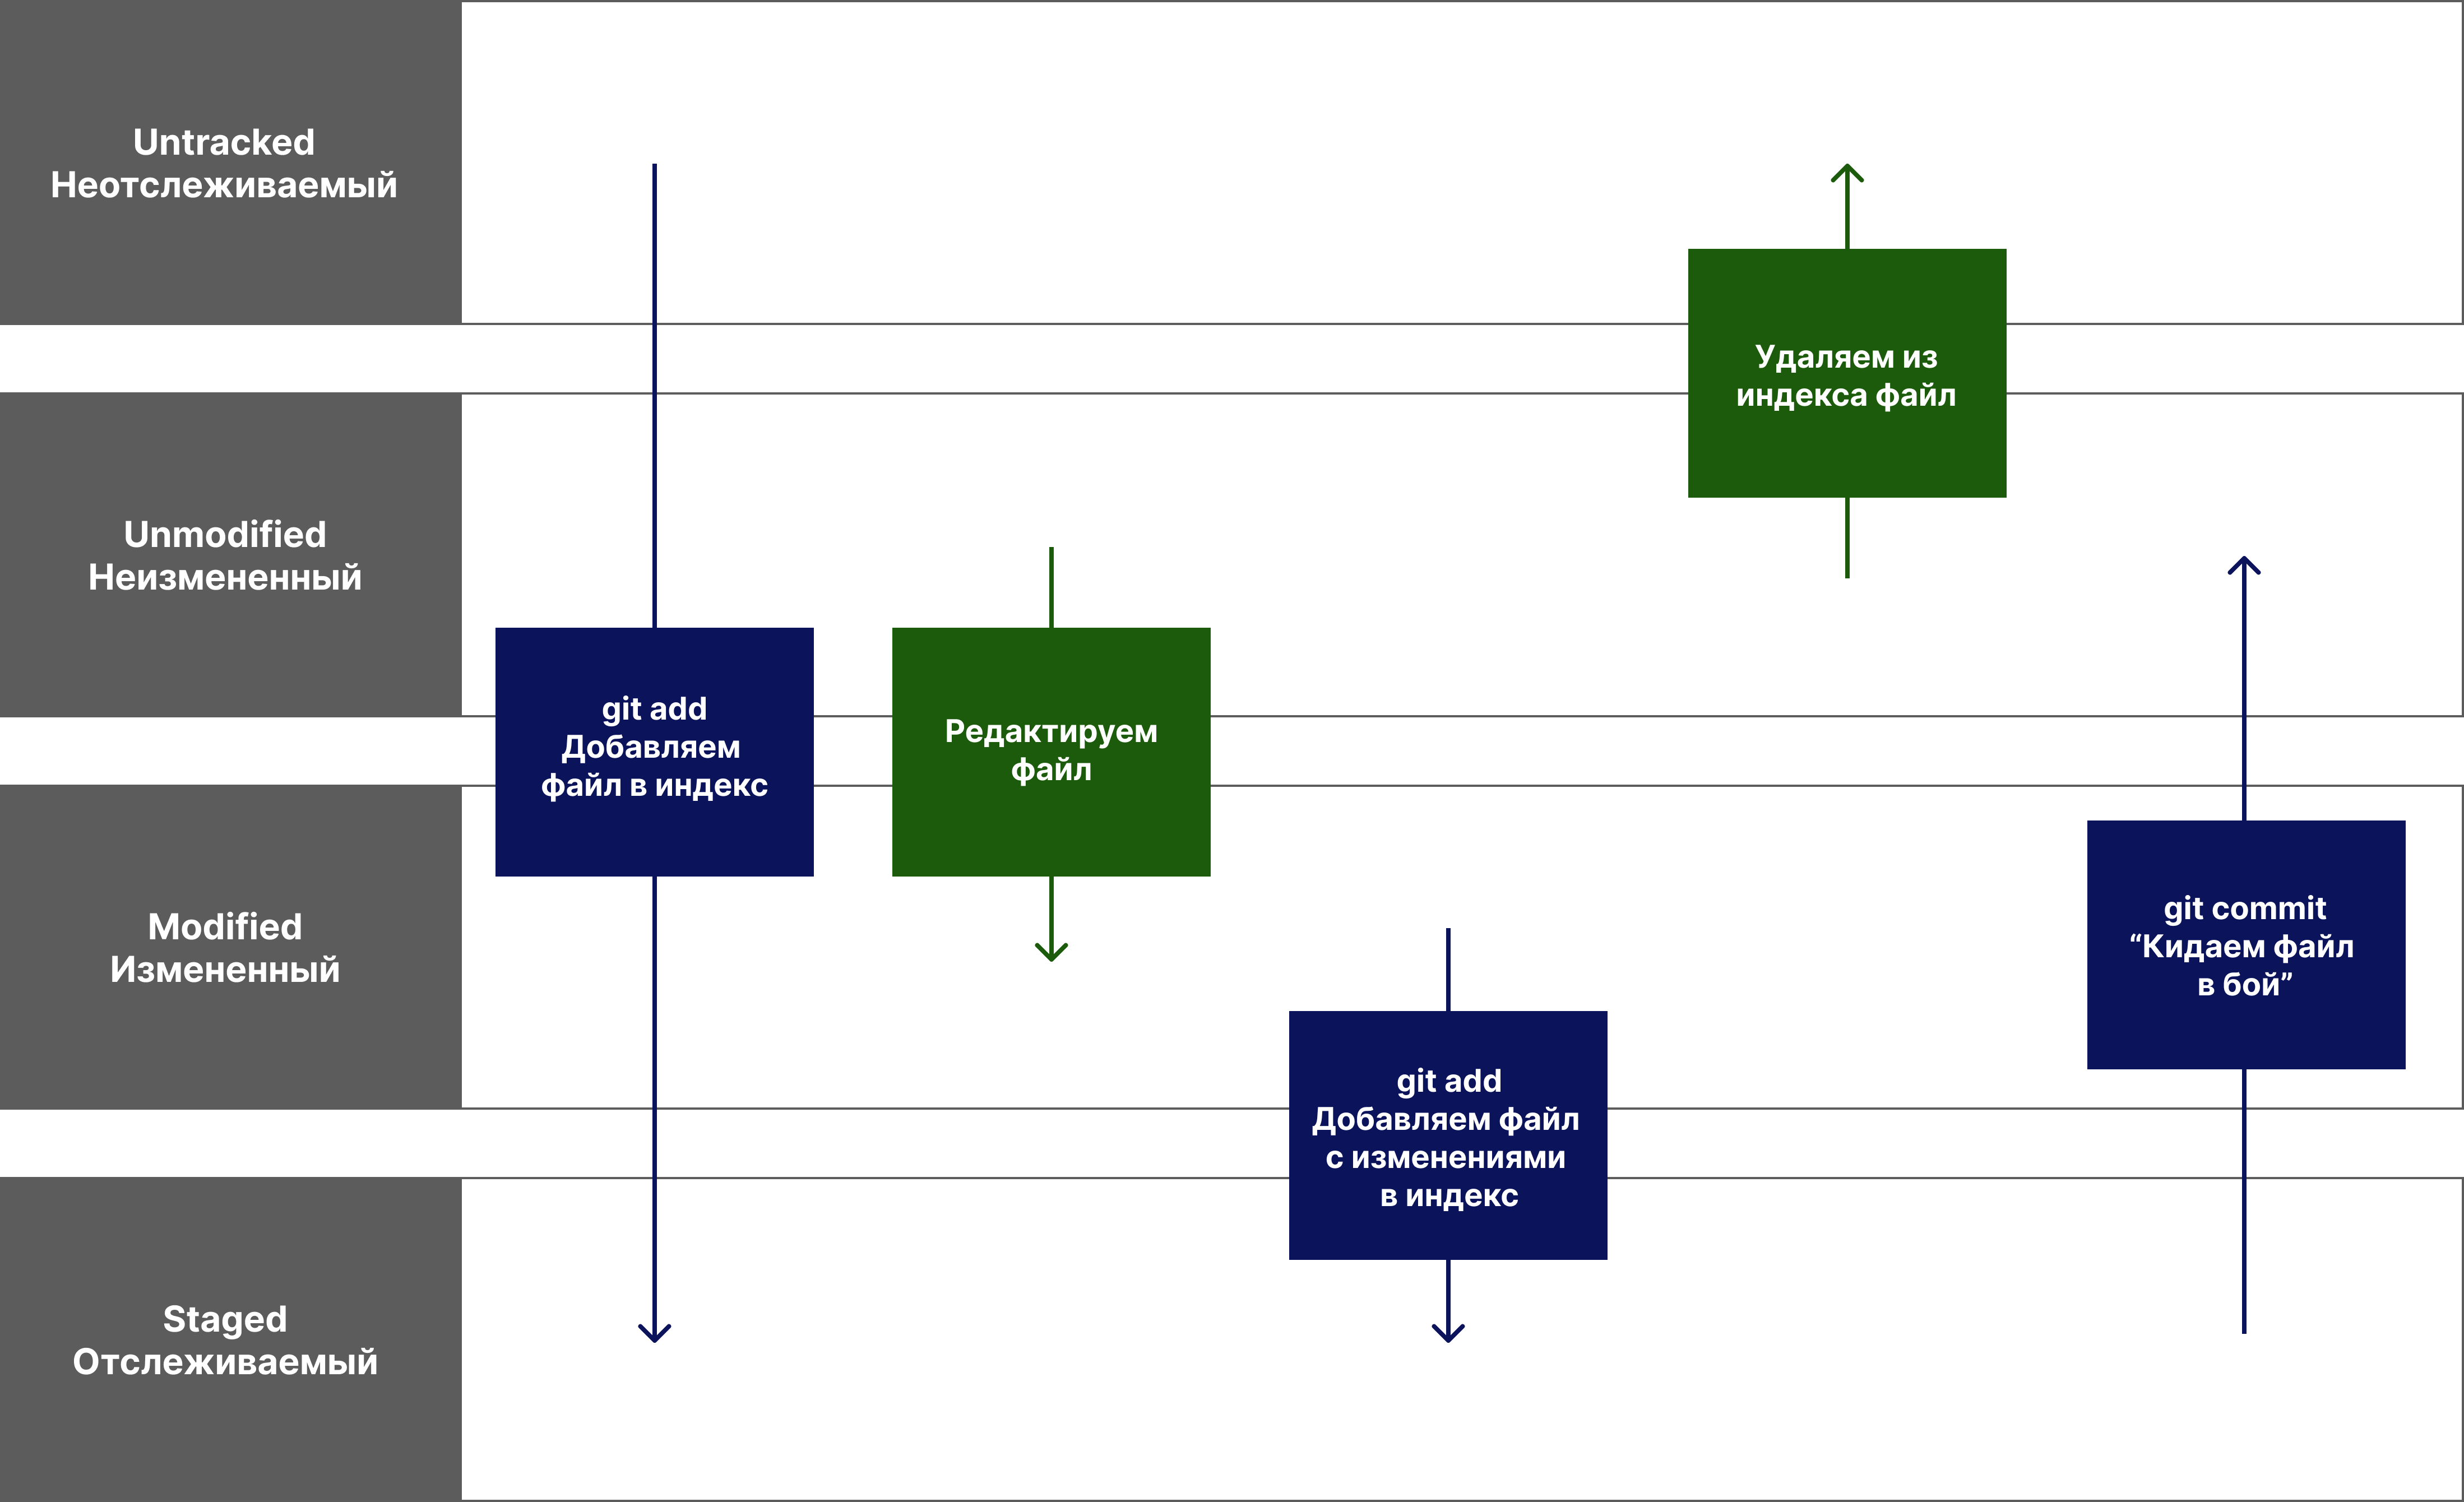 Untracked
Неотслеживаемый
Удаляем из
индекса файл
Unmodified
Неизмененный
git add
Добавляем
файл в индекс
Редактируем
файл
Modified
Измененный
git commit
“Кидаем файл
в бой”
git add
Добавляем файл
с изменениями
в индекс
Staged
Отслеживаемый